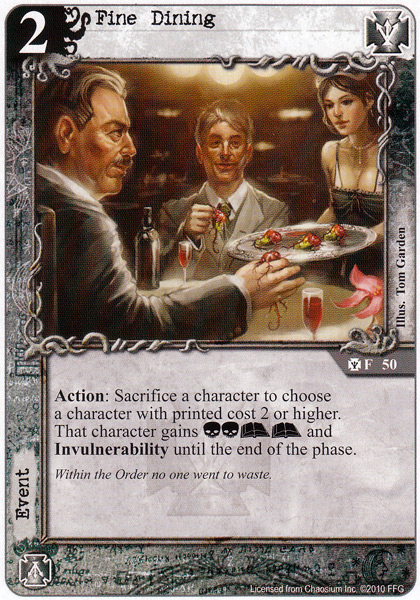 2
Fine Dining
Illus. Tom Garden
F 50
Action: Sacrifice a character to choose
a character with printed cost 2 or higher.
That character gains and
Invulnerability until the end of the phase.
Within the Order no one went to waste.
Event
Licensed from Chaosium Inc. ©2010 FFG